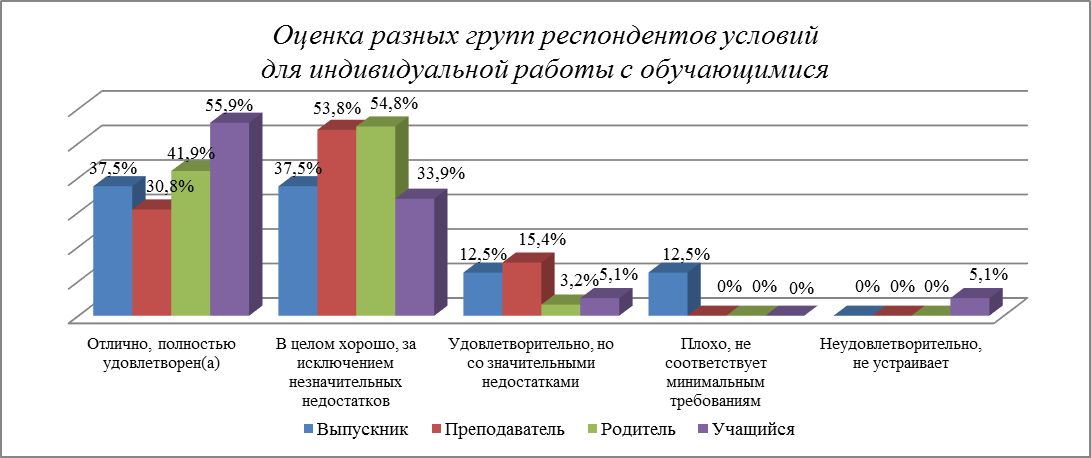 Оценка разных групп респондентов условий
для индивидуальной работы с обучающимися
37,5%
30,8%
41,9%
55,9%
37,5%
53,8%
54,8%
33,9%
12,5%
15,4%
3,2%
5,1%
12,5%
0%
0%
0%
0%
0%
0%
5,1%
Отлично, полностью
удовлетворен(а)
В целом хорошо, за
исключением
незначительных
недостатков
Удовлетворительно, но
со значительными
недостатками
Плохо, не
соответствует
минимальным
требованиям
Неудовлетворительно,
не устраивает
Выпускник
Преподаватель
Родитель
Учащийся